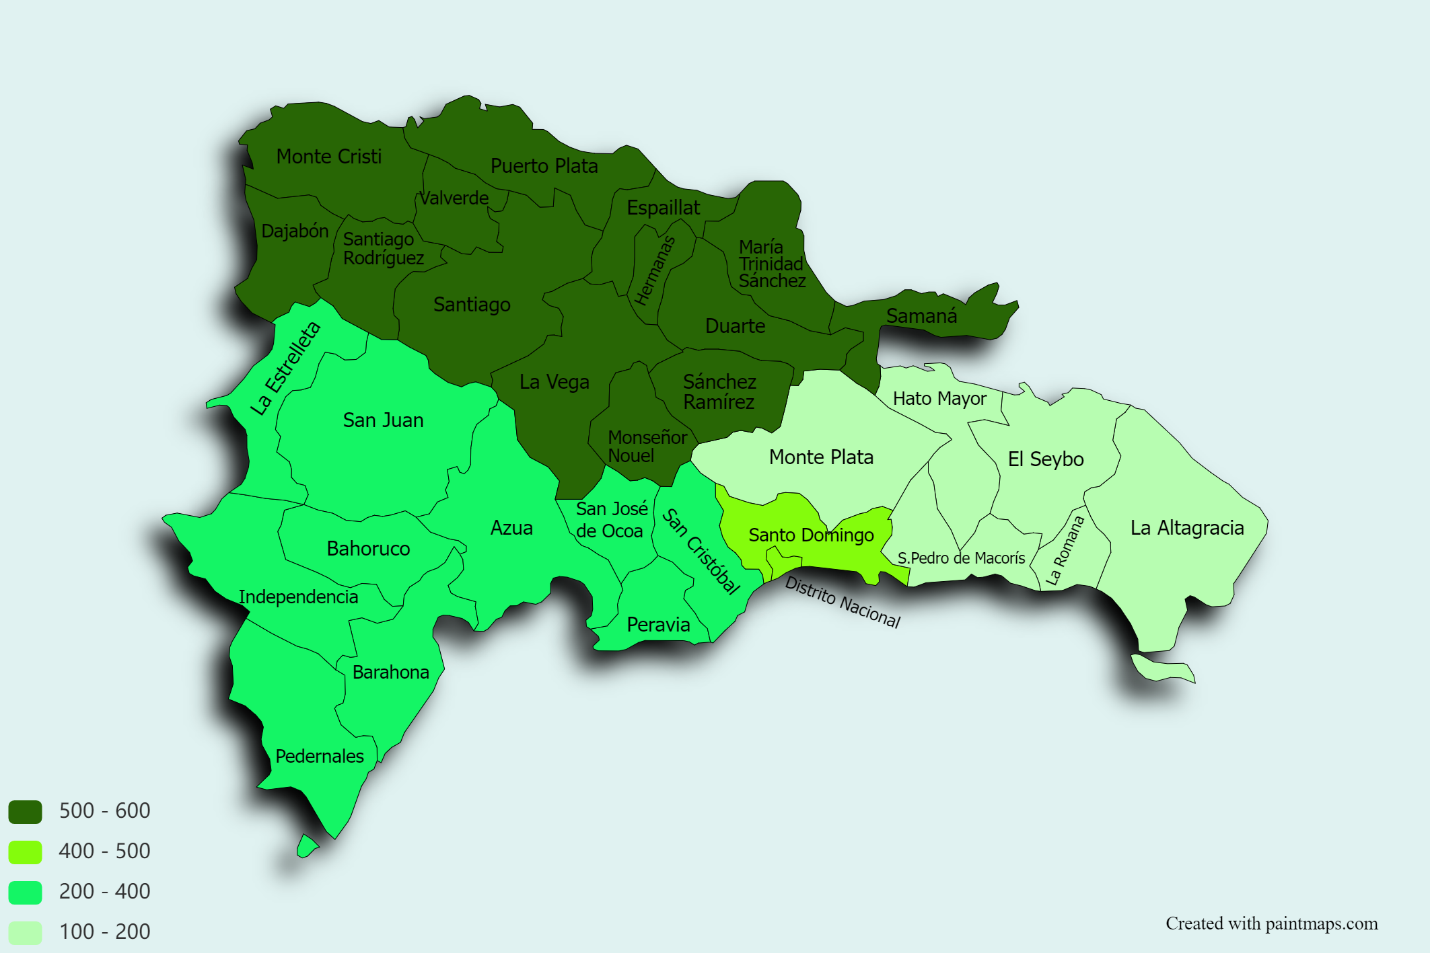 Monte Cristi
Puerto Plata
Valverde
Espaillat
Dajabón
Santiago
Rodríguez
Hermanas
María
Trinidad
Sánchez
Santiago
Duarte
Samaná
La Estrelleta
La Vega
Sánchez
Ramírez
Hato Mayor
San Juan
Monseñor
Nouel
Monte Plata
El Seybo
San José
de Ocoa
San Cristóbal
Azua
Santo Domingo
La Altagracia
Bahoruco
S.Pedro de Macorís
La Romana
Independencia
Distrito Nacional
Peravia
Barahona
Pedernales
500 - 600
400 - 500
200 - 400
100 - 200
Created with paintmaps.com